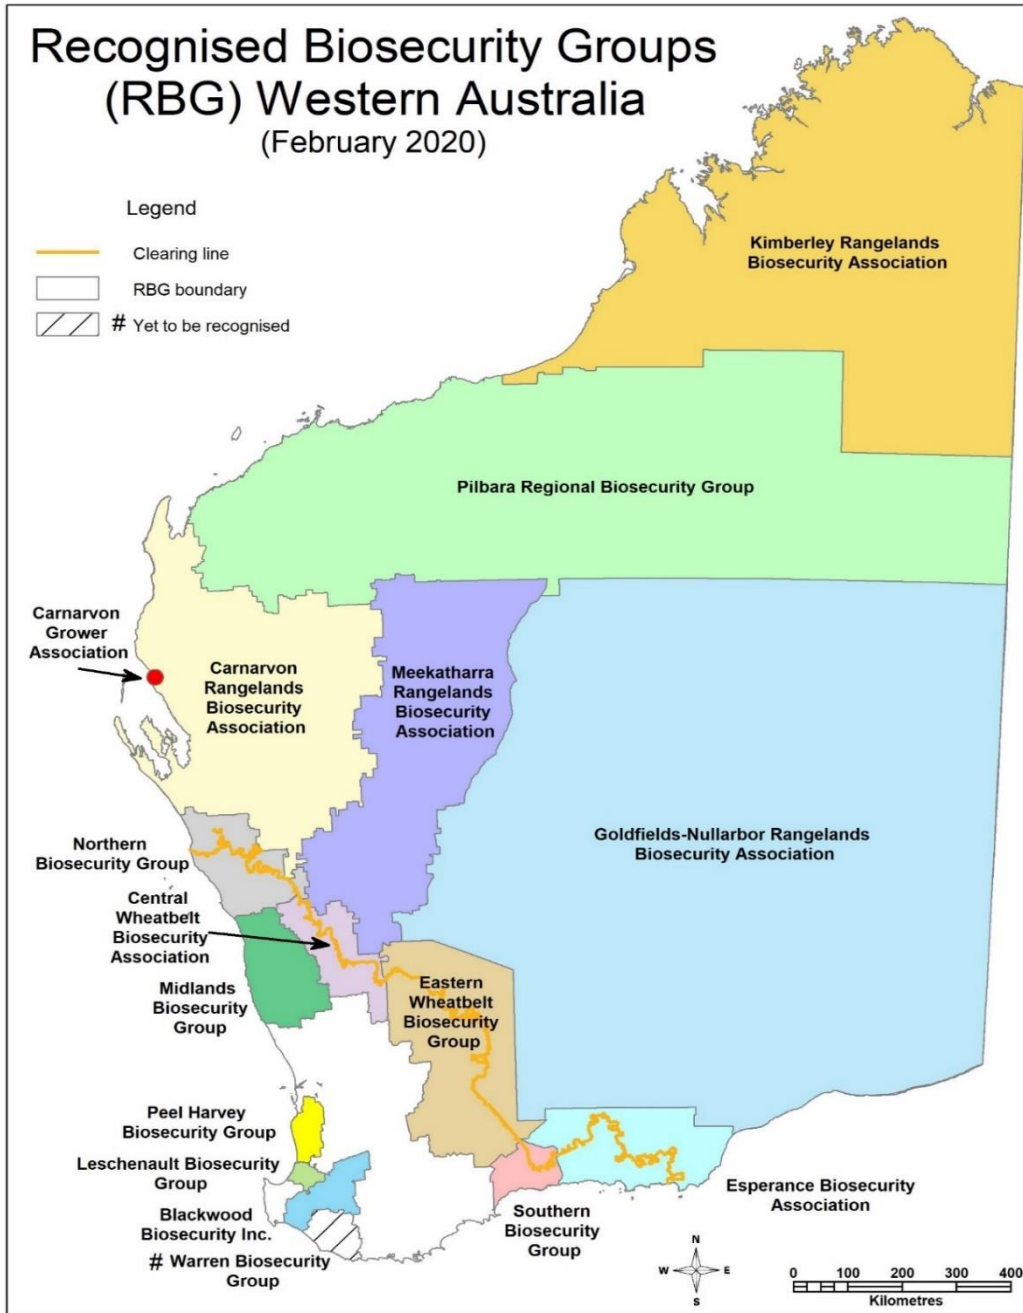 Recognised Biosecurity Groups
(RBG) Western Australia
(February 2020)
Legend
Clearing line
RBG boundary
# Yet to be recognised
Kimberley Rangelands
Biosecurity Association
Pilbara Regional Biosecurity Group
Carnarvon
Grower
Association
Carnarvon
Rangelands
Biosecurity
Association
Meekatharra
Rangelands
Biosecurity
Association
Goldfields-Nullarbor Rangelands
Biosecurity Association
Northern
Biosecurity Group
Central
Wheatbelt
Biosecurity
Association
Midlands
Biosecurity
Group
Eastern
Wheatbelt
Biosecurity
Group
Peel Harvey
Biosecurity Group
Leschenault Biosecurity
Group
Blackwood
Biosecurity Inc.
# Warren Biosecurity
Group
Southern
Biosecurity
Group
Esperance Biosecurity
Association
N
W E
S
0 100 200 300 400
Kilometres